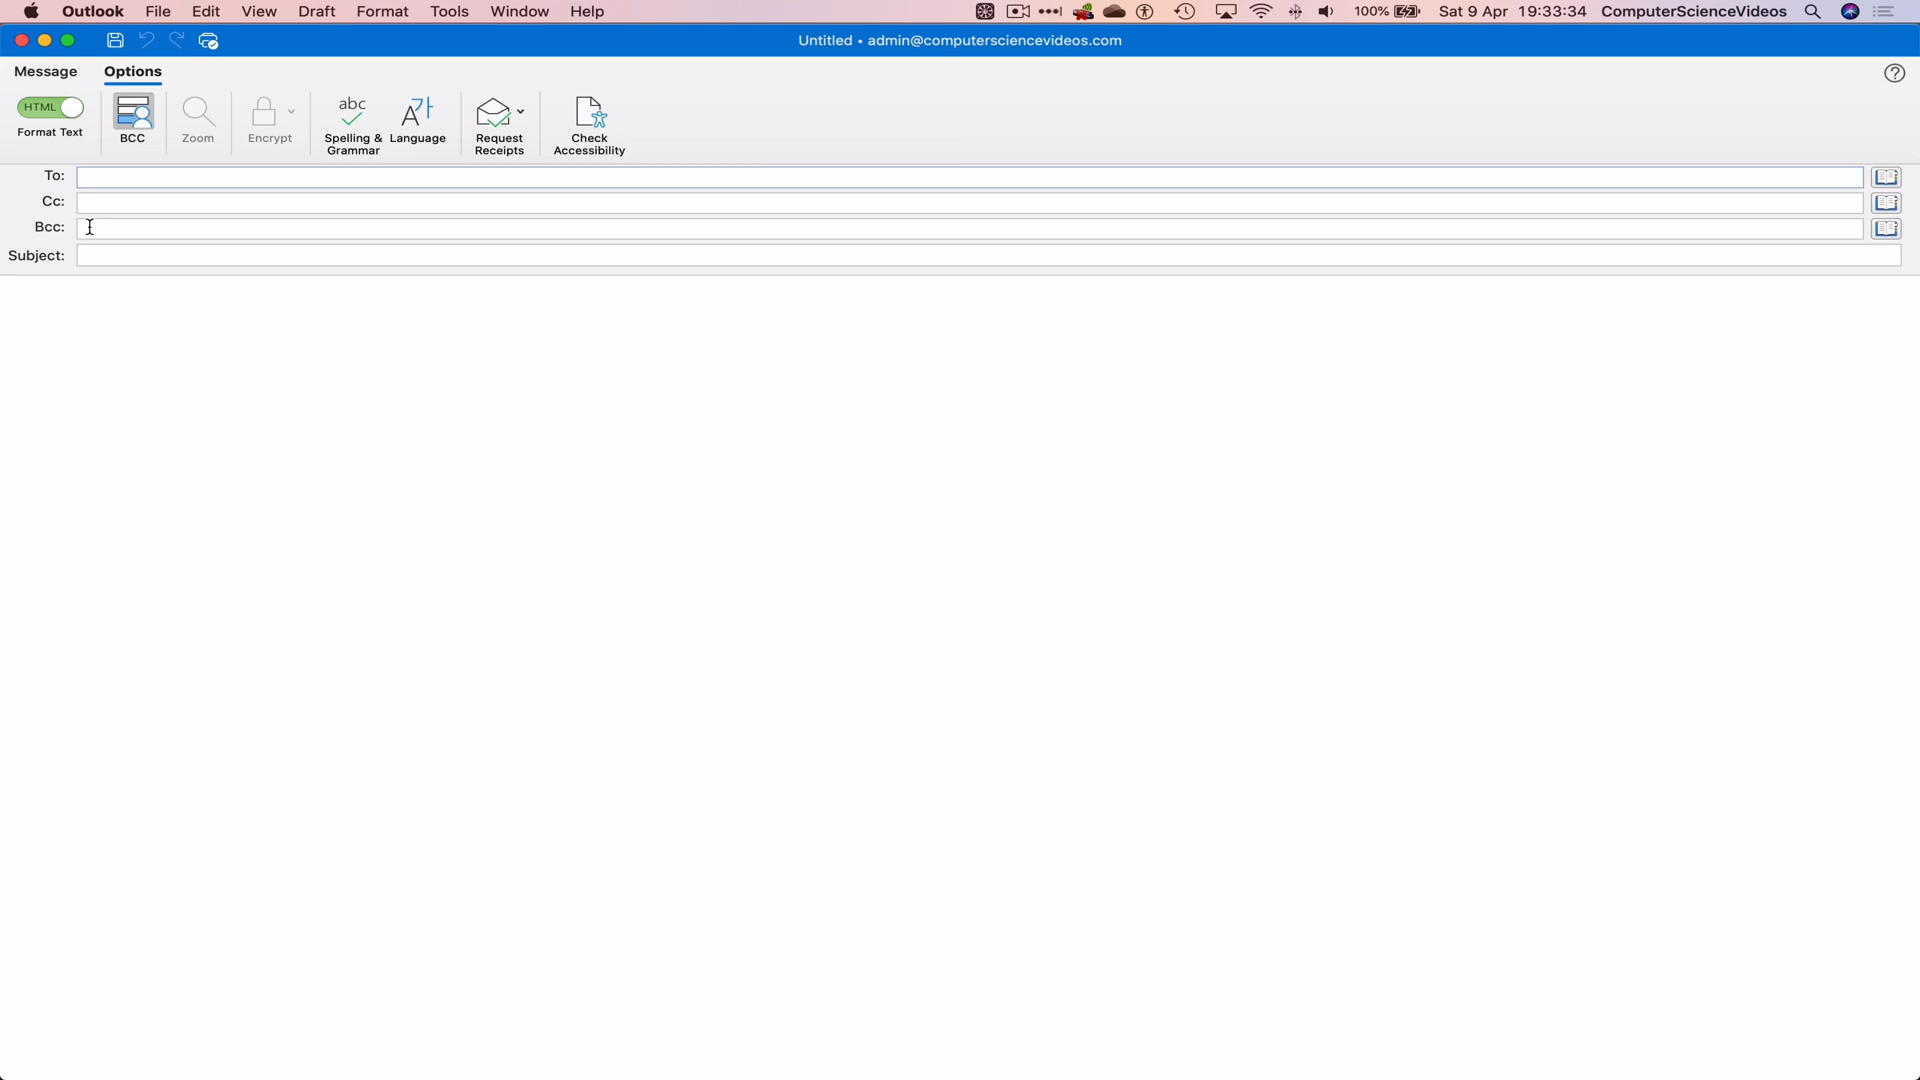 Outlook File Edit View Draft Format Tools Window Help 100% Sat 9 Apr 19:33:34 ComputerScienceVideos
Untitled • admin@computersciencevideos.com
Message Options
HTML
Format Text
BCC
Zoom
Encrypt
abc
Spelling &
Grammar
A가
Language
Request
Receipts
Check
Accessibility
To:
Cc:
Bcc:
Subject: